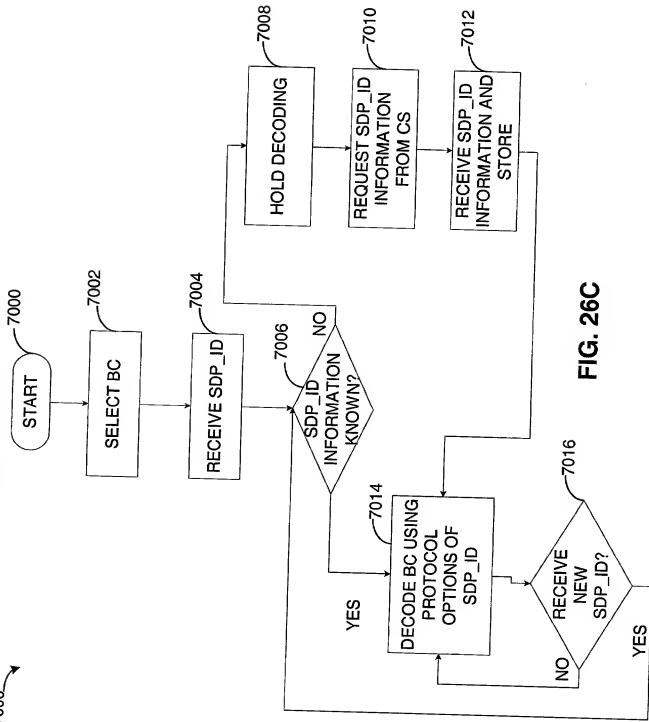 7000
START
7002
SELECT BC
7004
RECEIVE SDP_ID
7006
SDP_ID
INFORMATION
KNOWN?
NO
YES
7008
HOLD DECODING
7010
REQUEST SDP_ID
INFORMATION
FROM CS
7012
RECEIVE SDP_ID
INFORMATION AND
STORE
7014
DECODE BC USING
PROTOCOL
OPTIONS OF
SDP_ID
7016
RECEIVE
NEW
SDP_ID?
NO
YES
FIG. 26C